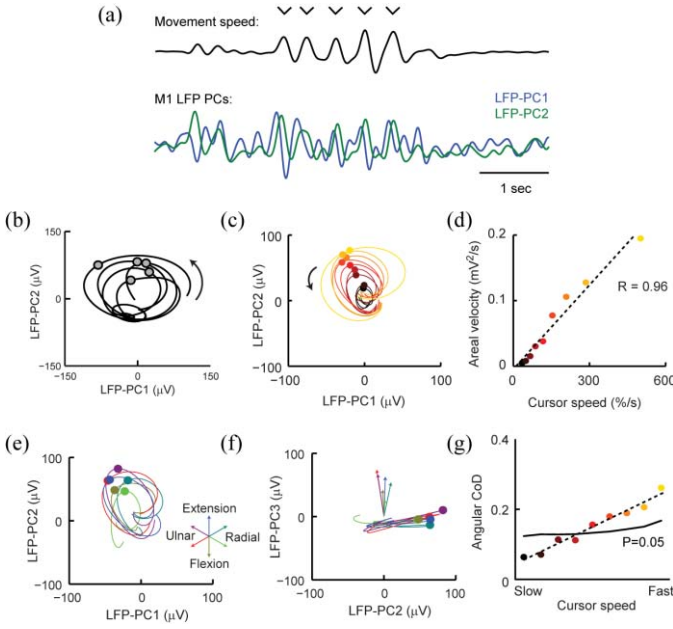 (a)
Movement speed:
M1 LFP PCs:
LFP-PC1
LFP-PC2
1 sec
(b)
150
LFP-PC2 (µV)
0
−150
−150
0
150
LFP-PC1 (µV)
(c)
100
LFP-PC2 (µV)
0
−100
−100
0
100
LFP-PC1 (µV)
(d)
0.2
Areal velocity (mV²/s)
0.1
0
R = 0.96
0
300
600
Cursor speed (%/s)
(e)
100
LFP-PC2 (µV)
0
−100
Extension
Ulnar
Radial
Flexion
−100
0
100
LFP-PC1 (µV)
(f)
100
LFP-PC3 (µV)
0
−100
−100
0
100
LFP-PC2 (µV)
(g)
0.4
Angular CoD
0.2
0
P=0.05
Slow
Fast
Cursor speed